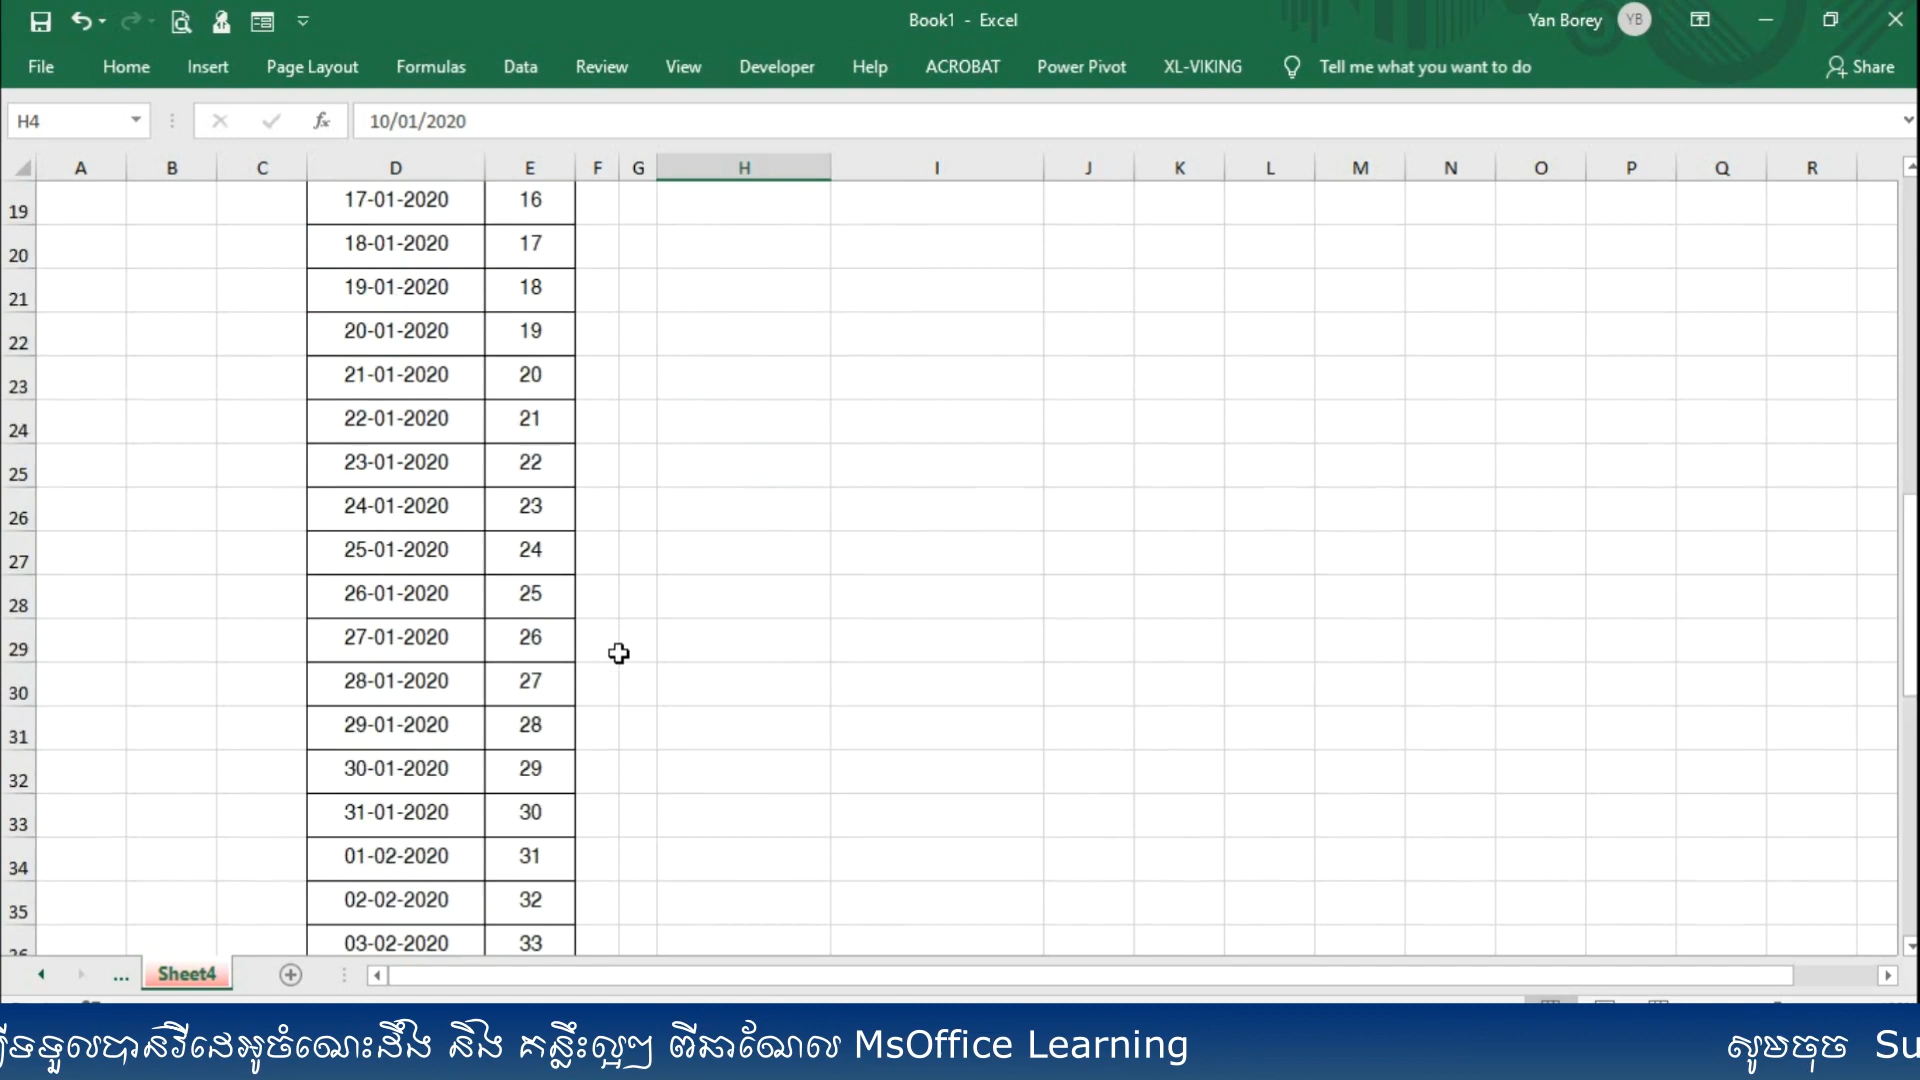 Book1 - Excel
Yan Borey YB
File Home Insert Page Layout Formulas Data Review View Developer Help ACROBAT Power Pivot XL-VIKING Tell me what you want to do Share
H4 fx 10/01/2020
A B C D E F G H I J K L M N O P Q R
19 17-01-2020 16
20 18-01-2020 17
21 19-01-2020 18
22 20-01-2020 19
23 21-01-2020 20
24 22-01-2020 21
25 23-01-2020 22
26 24-01-2020 23
27 25-01-2020 24
28 26-01-2020 25
29 27-01-2020 26
30 28-01-2020 27
31 29-01-2020 28
32 30-01-2020 29
33 31-01-2020 30
34 01-02-2020 31
35 02-02-2020 32
03-02-2020 33
... Sheet4
ទទួលបានវីដេអូចំណេះដឹង និង គន្លឹះល្អៗ ពីឆាណែល MsOffice Learning សូមចុច Su